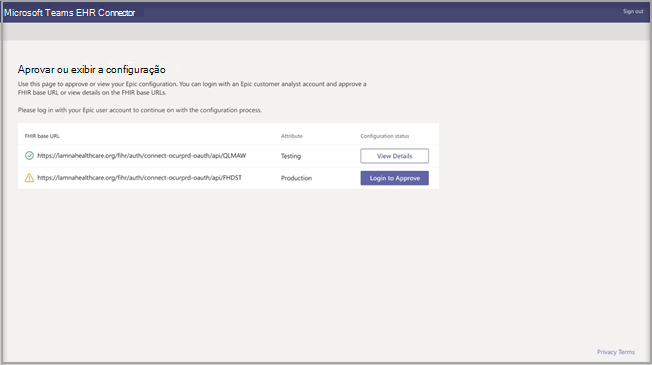 Microsoft Teams EHR Connector
Sign out
Aprovar ou exibir a configuração
Use this page to approve or view your Epic configuration. You can login with an Epic customer analyst account and approve a
FHIR base URL or view details on the FHIR base URLs.
Please log in with your Epic user account to continue on with the configuration process.
FHIR base URL Attribute Configuration status
https://lamnahealthcare.org/fihr/auth/connect-ocurprd-oauth/api/QLMAW Testing View Details
https://lamnahealthcare.org/fihr/auth/connect-ocurprd-oauth/api/FHDST Production Login to Approve
Privacy Terms